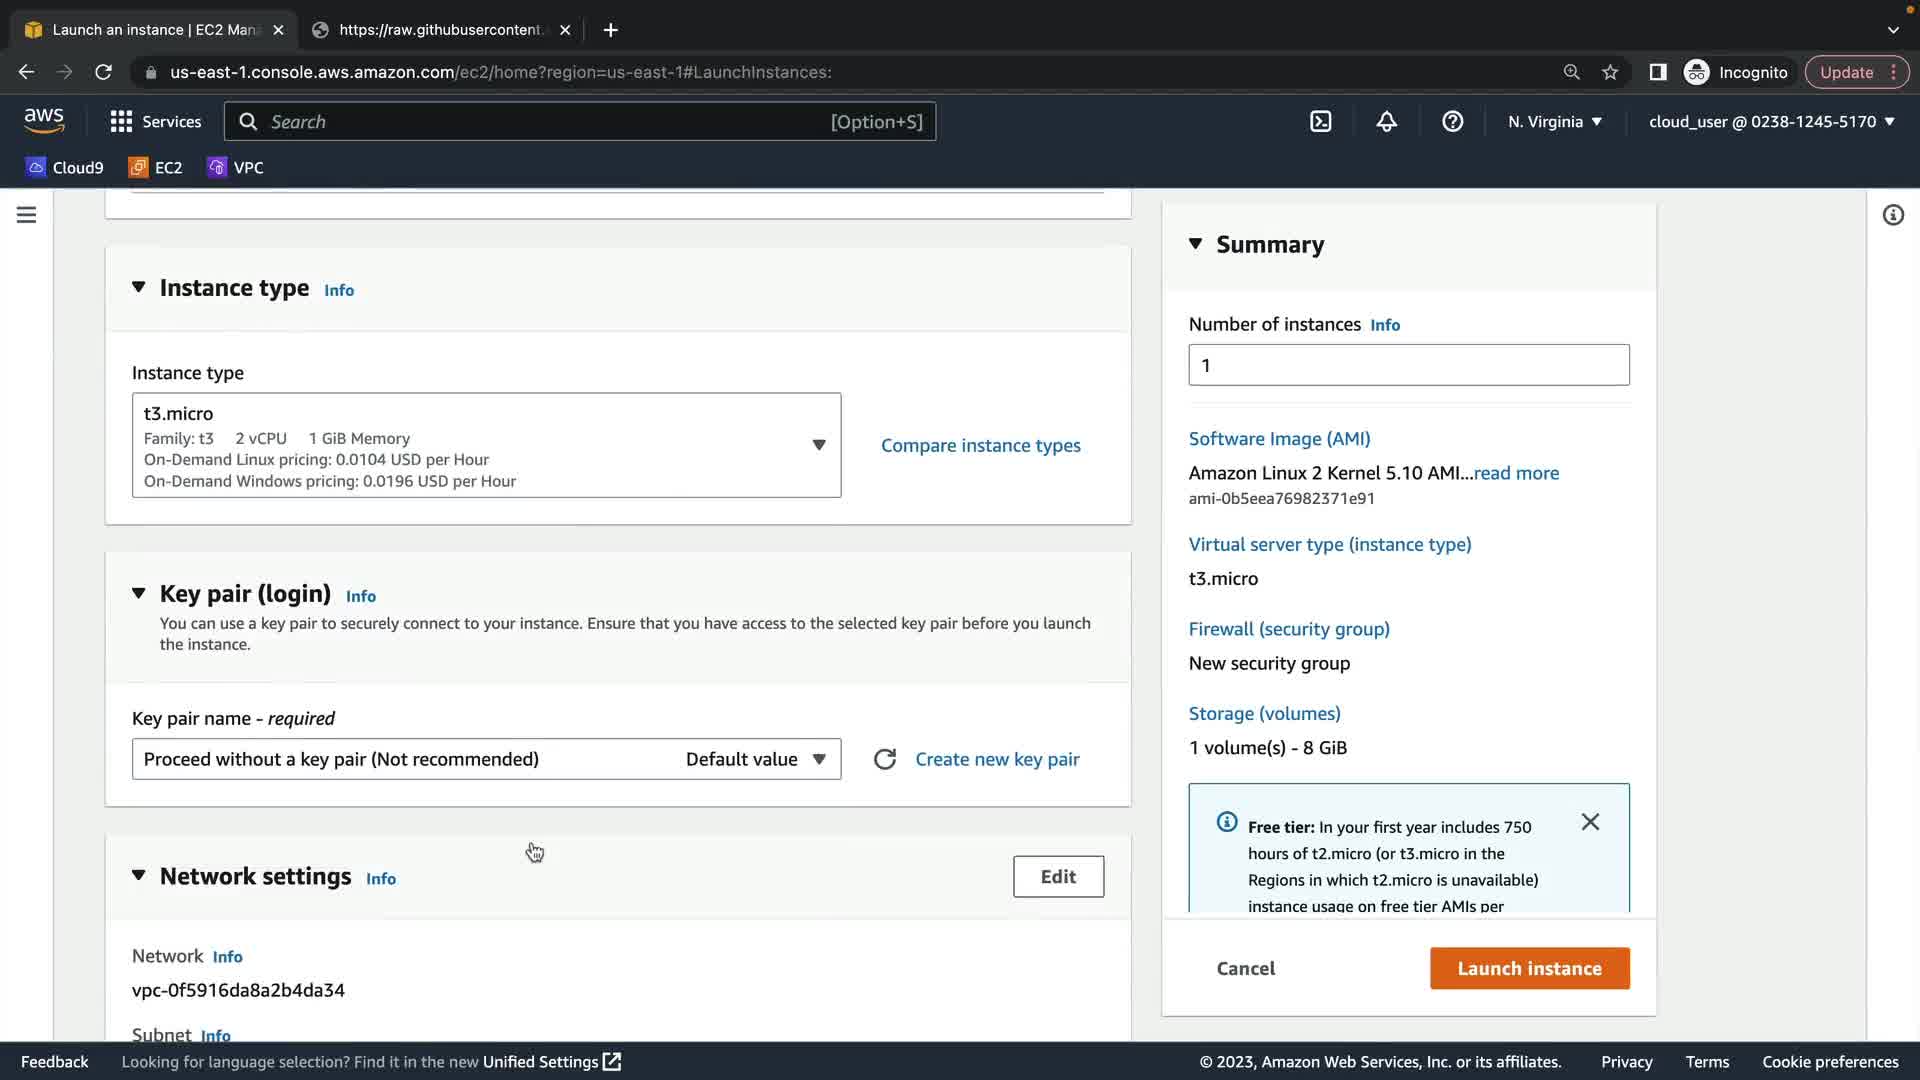 Launch an instance | EC2 Mana
https://raw.githubusercontent.
us-east-1.console.aws.amazon.com/ec2/home?region=us-east-1#LaunchInstances:
Incognito
Update
aws
Services
Search
[Option+S]
N. Virginia
cloud_user @ 0238-1245-5170
Cloud9
EC2
VPC
Instance type Info
Instance type
t3.micro
Family: t3 2 vCPU 1 GiB Memory
On-Demand Linux pricing: 0.0104 USD per Hour
On-Demand Windows pricing: 0.0196 USD per Hour
Compare instance types
Key pair (login) Info
You can use a key pair to securely connect to your instance. Ensure that you have access to the selected key pair before you launch
the instance.
Key pair name - required
Proceed without a key pair (Not recommended) Default value
Create new key pair
Network settings Info
Edit
Network Info
vpc-0f5916da8a2b4da34
Subnet Info
Summary
Number of instances Info
1
Software Image (AMI)
Amazon Linux 2 Kernel 5.10 AMI...read more
ami-0b5eea76982371e91
Virtual server type (instance type)
t3.micro
Firewall (security group)
New security group
Storage (volumes)
1 volume(s) - 8 GiB
Free tier: In your first year includes 750
hours of t2.micro (or t3.micro in the
Regions in which t2.micro is unavailable)
instance usage on free tier AMIs per
Cancel
Launch instance
Feedback
Looking for language selection? Find it in the new Unified Settings
© 2023, Amazon Web Services, Inc. or its affiliates.
Privacy
Terms
Cookie preferences